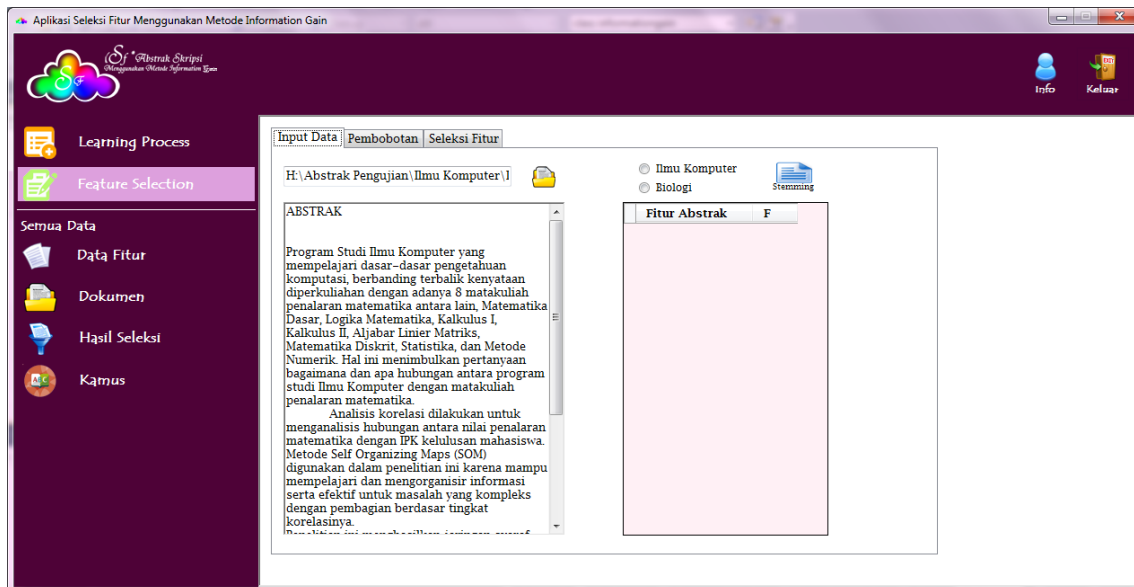 Aplikasi Seleksi Fitur Menggunakan Metode Information Gain
Sf
(Sf * Abstrak Skripsi
Menggunakan Metode Information Gain
Info
Keluar
Learning Process
Feature Selection
Semua Data
Data Fitur
Dokumen
Hasil Seleksi
Kamus
Input Data
Pembobotan
Seleksi Fitur
H:\Abstrak Pengujian\Ilmu Komputer\1
Ilmu Komputer
Biologi
Stemming
Fitur Abstrak
F
ABSTRAK
Program Studi Ilmu Komputer yang
mempelajari dasar-dasar pengetahuan
komputasi, berbanding terbalik kenyataan
diperkuliahan dengan adanya 8 matakuliah
penalaran matematika antara lain, Matematika
Dasar, Logika Matematika, Kalkulus I,
Kalkulus II, Aljabar Linier Matriks,
Matematika Diskrit, Statistika, dan Metode
Numerik. Hal ini menimbulkan pertanyaan
bagaimana dan apa hubungan antara program
studi Ilmu Komputer dengan matakuliah
penalaran matematika.
Analisis korelasi dilakukan untuk
menganalisis hubungan antara nilai penalaran
matematika dengan IPK kelulusan mahasiswa.
Metode Self Organizing Maps (SOM)
digunakan dalam penelitian ini karena mampu
mempelajari dan mengorganisir informasi
serta efektif untuk masalah yang kompleks
dengan pembagian berdasar tingkat
korelasinya.